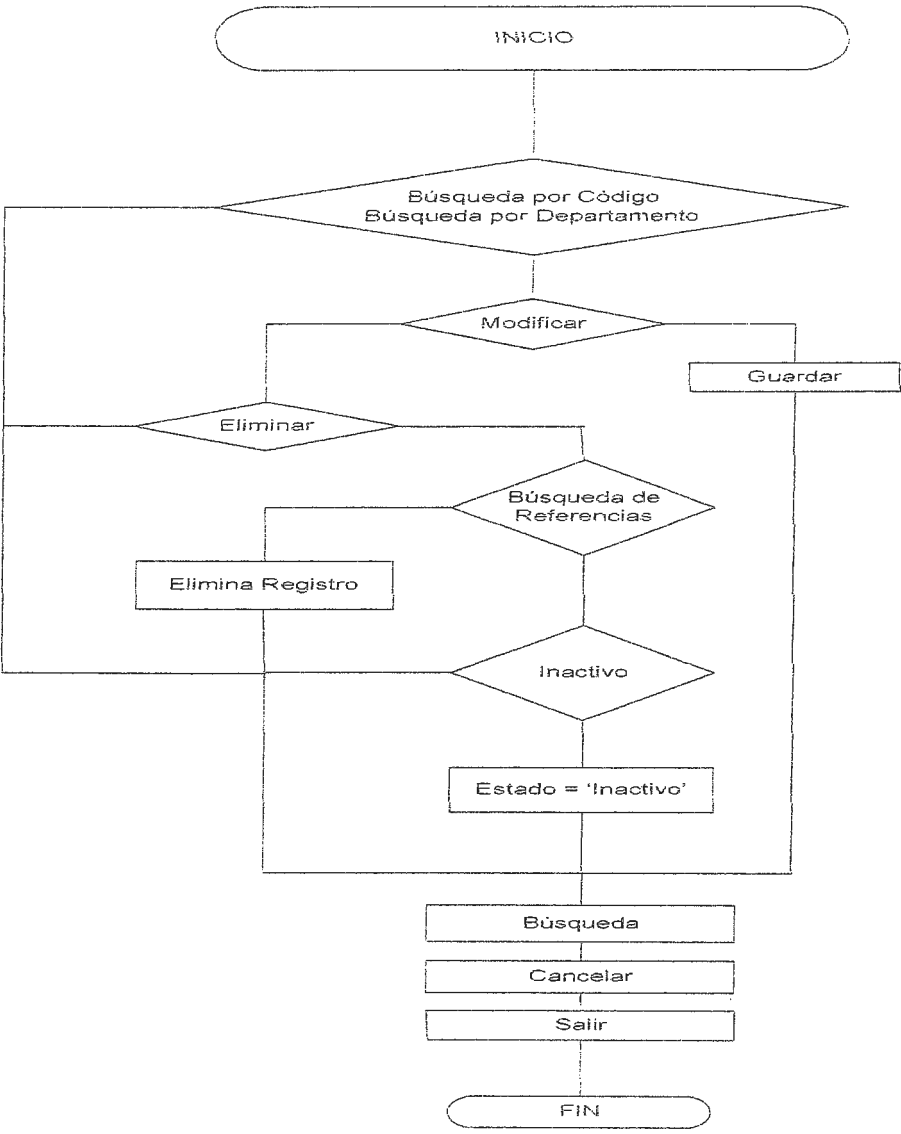 INICIO
Búsqueda por Código
Búsqueda por Departamento
Modificar
Guardar
Eliminar
Búsqueda de
Referencias
Elimina Registro
Inactivo
Estado = ‘Inactivo’
Búsqueda
Cancelar
Salir
FIN